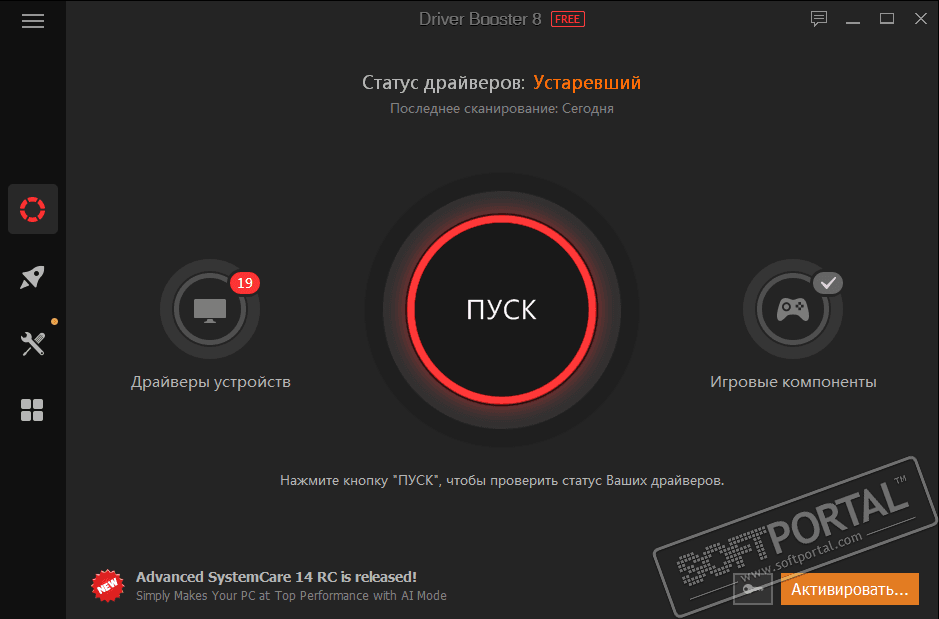 Driver Booster 8 FREE
Статус драйверов: Устаревший
Последнее сканирование: Сегодня
19
ПУСК
Драйверы устройств
Игровые компоненты
Нажмите кнопку "ПУСК", чтобы проверить статус Ваших драйверов.
SOFTPORTAL™
www.softportal.com
NEW
Advanced SystemCare 14 RC is released!
Simply Makes Your PC at Top Performance with AI Mode
Активировать...